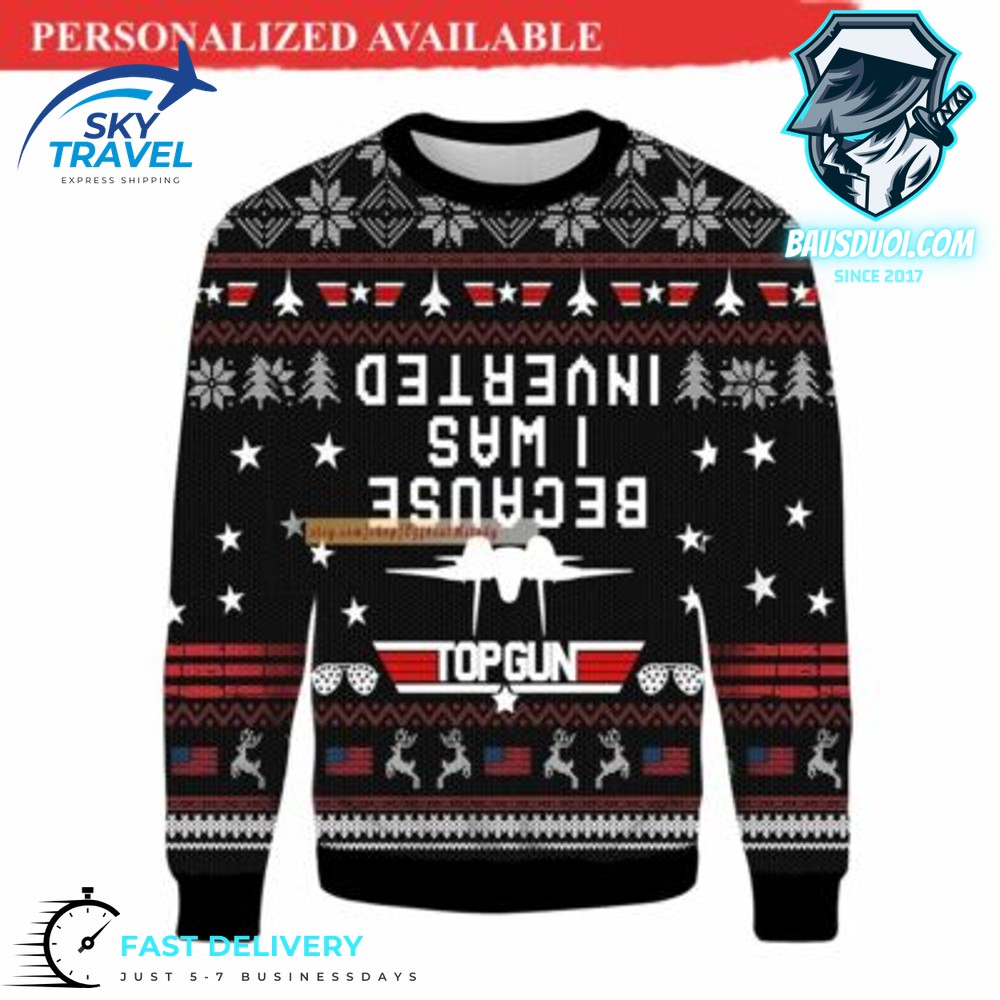 PERSONALIZED AVAILABLE
SKY
TRAVEL
EXPRESS SHIPPING
BAUSDUOI.COM
SINCE 2017
BECAUSE
I WAS
INVERTED
TOPGUN
FAST DELIVERY
JUST 5-7 BUSINESSDAYS